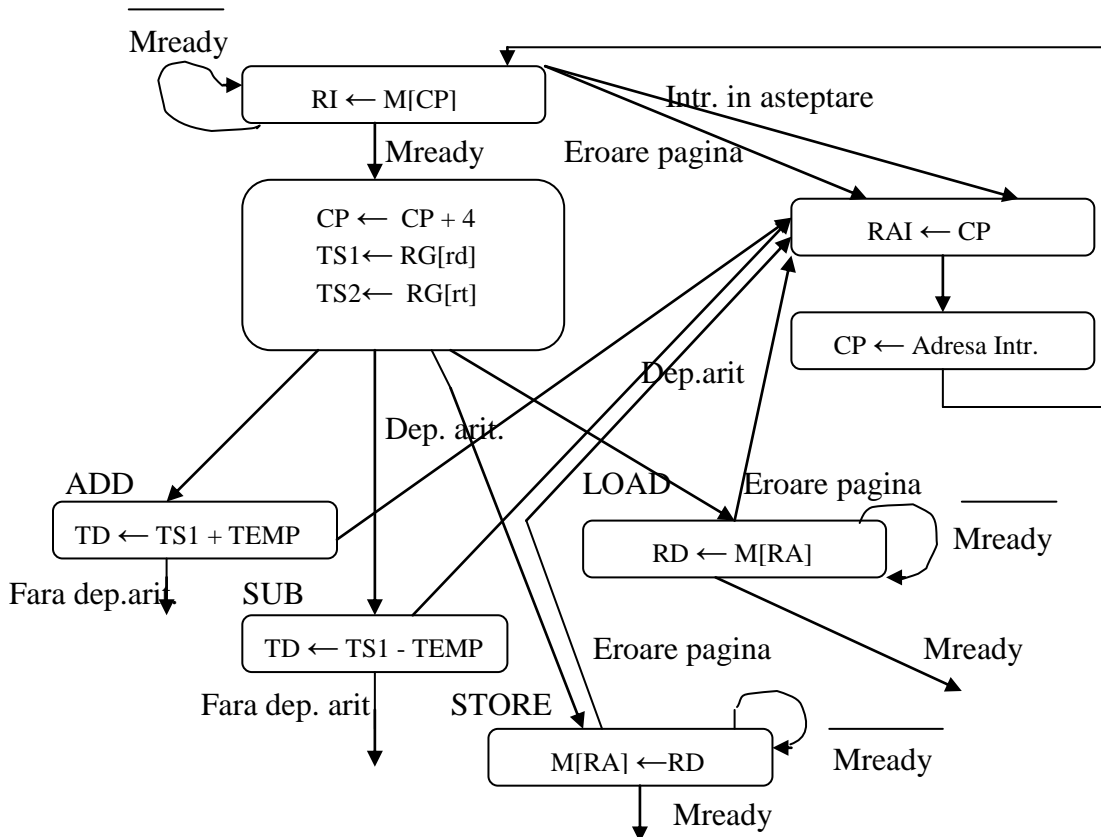 Mready
RI ← M[CP]
Intr. in asteptare
Mready
Eroare pagina
CP ← CP + 4
TS1← RG[rd]
TS2← RG[rt]
RAI ← CP
CP ← Adresa Intr.
Dep.arit
Dep. arit.
ADD
LOAD
Eroare pagina
TD ← TS1 + TEMP
RD ← M[RA]
Mready
Fara dep.arit.
SUB
TD ← TS1 - TEMP
Eroare pagina
Mready
Fara dep. arit
STORE
M[RA] ←RD
Mready
Mready